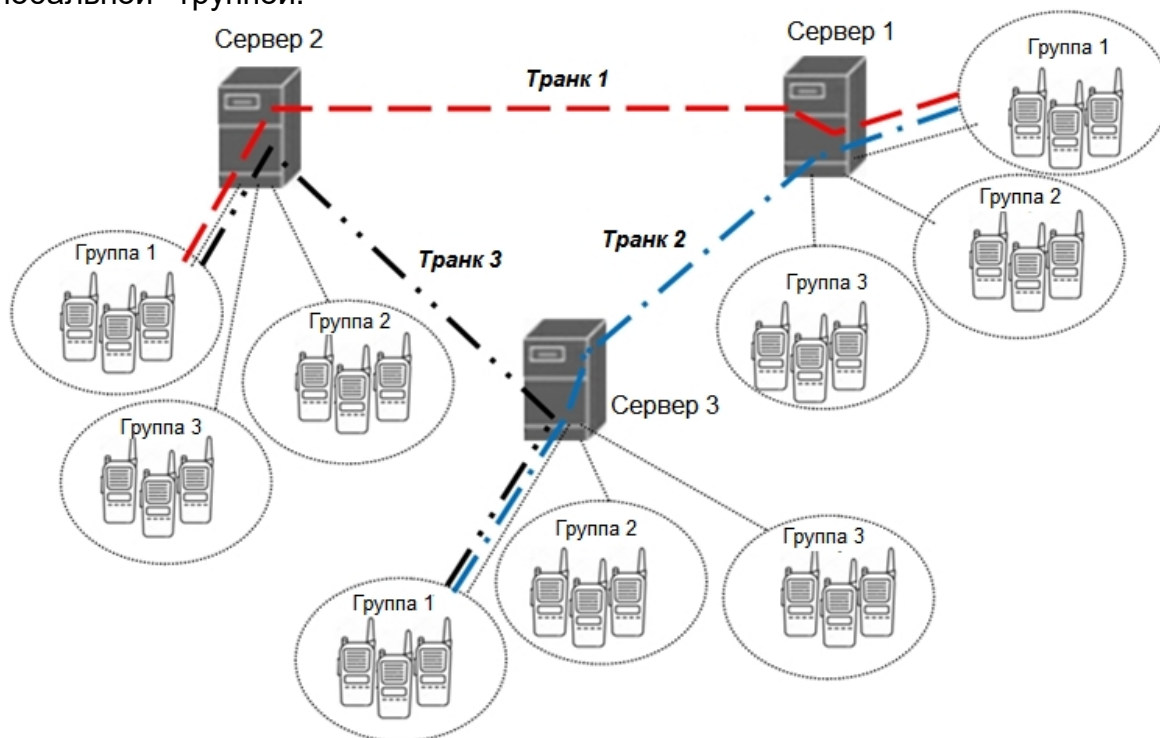 группой.
Сервер 2
Сервер 1
Группа 1
Транк 1
Группа 2
Группа 1
Транк 3
Транк 2
Группа 3
Группа 2
Сервер 3
Группа 3
Группа 2
Группа 3
Группа 1